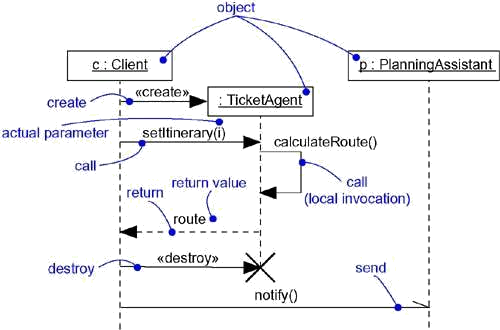 object
c : Client
p : PlanningAssistant
«create»
create
: TicketAgent
actual parameter
setItinerary(i)
calculateRoute()
call
call
(local invocation)
return value
return
route
destroy
«destroy»
send
notify()